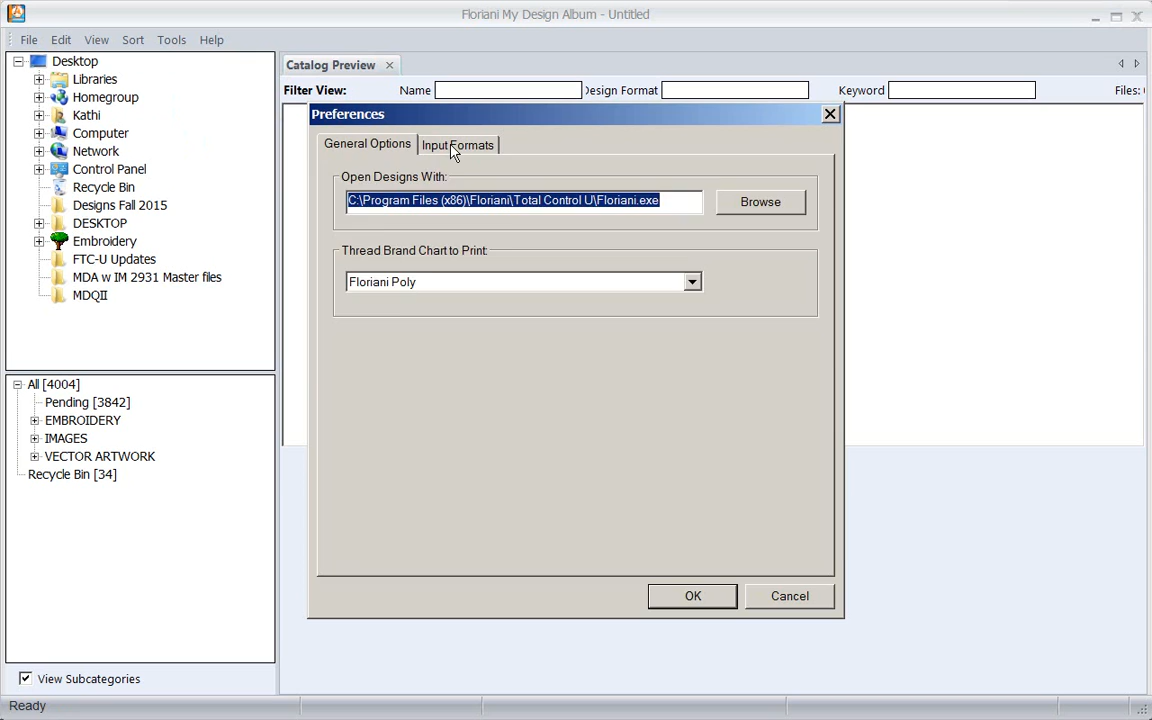 Floriani My Design Album - Untitled
File Edit View Sort Tools Help
Desktop
Libraries
Homegroup
Kathi
Computer
Network
Control Panel
Recycle Bin
Designs Fall 2015
DESKTOP
Embroidery
FTC-U Updates
MDA w IM 2931 Master files
MDQII
All [4004]
Pending [3842]
EMBROIDERY
IMAGES
VECTOR ARTWORK
Recycle Bin [34]
View Subcategories
Catalog Preview
Filter View: Name Design Format Keyword Files:
Preferences
General Options Input Formats
Open Designs With:
C:\Program Files (x86)\Floriani\Total Control U\Floriani.exe
Browse
Thread Brand Chart to Print:
Floriani Poly
OK Cancel
Ready